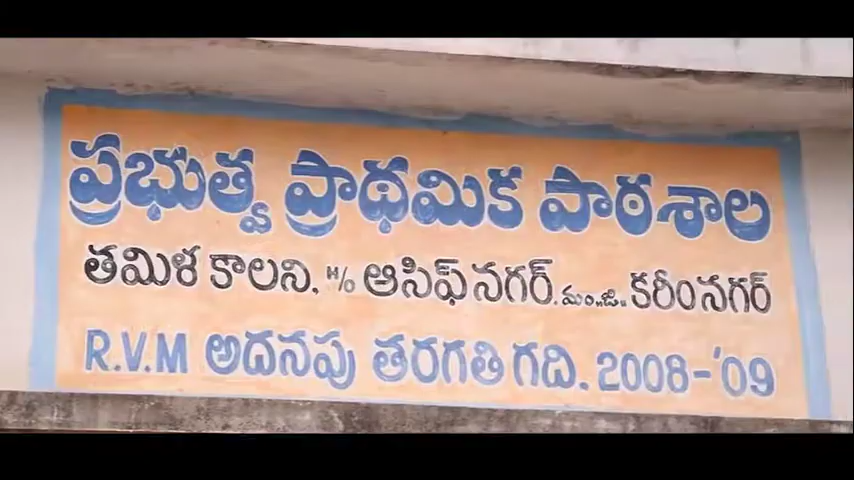 ప్రభుత్వ ప్రాథమిక పాఠశాల
తమిళ కాలని. H/o ఆసిఫ్‌నగర్. మం.జి. కరీంనగర్
R.V.M అదనపు తరగతి గది. 2008-'09